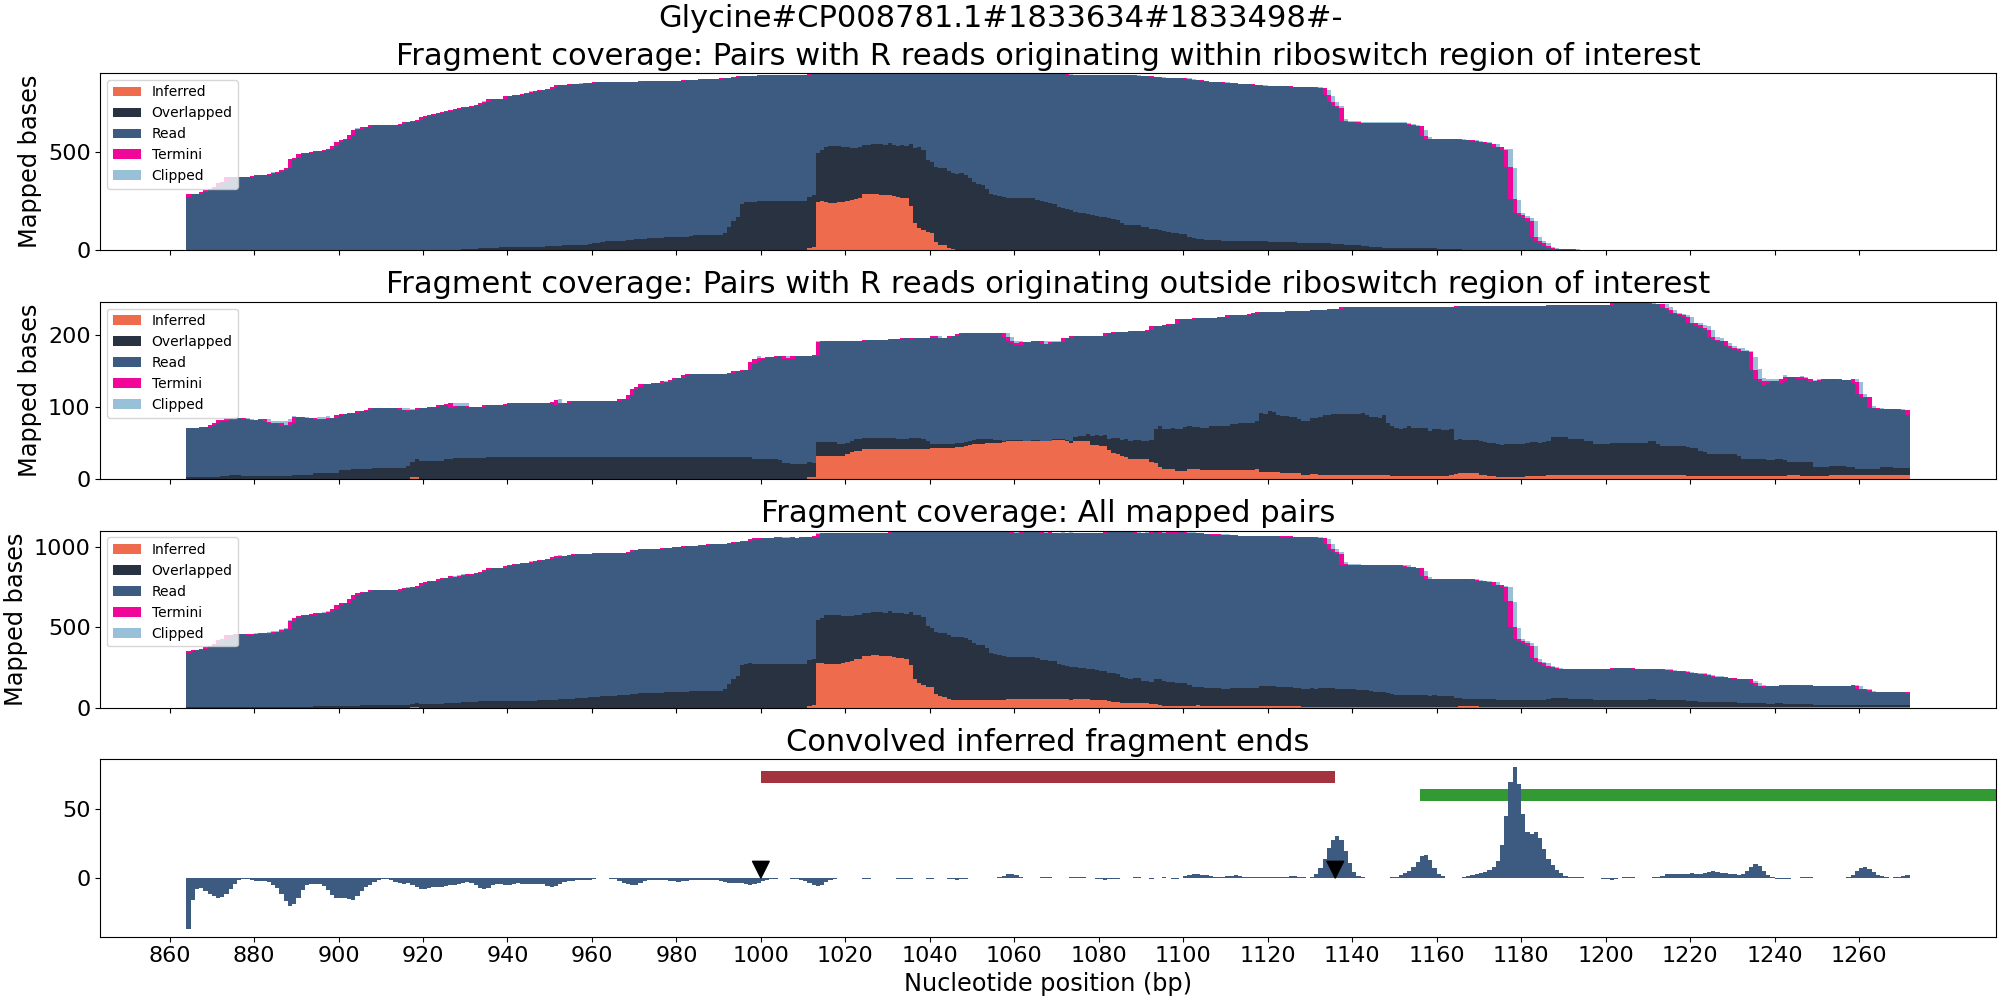 Glycine#CP008781.1#1833634#1833498#-
Fragment coverage: Pairs with R reads originating within riboswitch region of interest
Mapped bases
500
0
Inferred
Overlapped
Read
Termini
Clipped
Fragment coverage: Pairs with R reads originating outside riboswitch region of interest
Mapped bases
200
100
0
Inferred
Overlapped
Read
Termini
Clipped
Fragment coverage: All mapped pairs
Mapped bases
1000
500
0
Inferred
Overlapped
Read
Termini
Clipped
Convolved inferred fragment ends
50
0
860 880 900 920 940 960 980 1000 1020 1040 1060 1080 1100 1120 1140 1160 1180 1200 1220 1240 1260
Nucleotide position (bp)